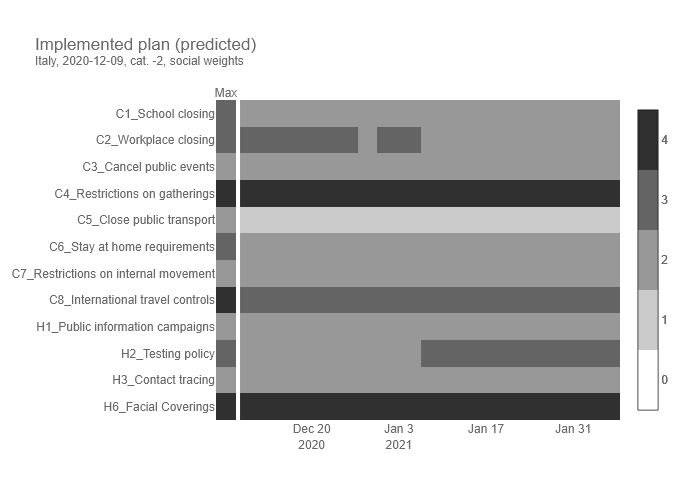 Implemented plan (predicted)
Italy, 2020-12-09, cat. -2, social weights
Max
C1_School closing
C2_Workplace closing
C3_Cancel public events
C4_Restrictions on gatherings
C5_Close public transport
C6_Stay at home requirements
C7_Restrictions on internal movement
C8_International travel controls
H1_Public information campaigns
H2_Testing policy
H3_Contact tracing
H6_Facial Coverings
4
3
2
1
0
Dec 20 Jan 3 Jan 17 Jan 31
2020 2021